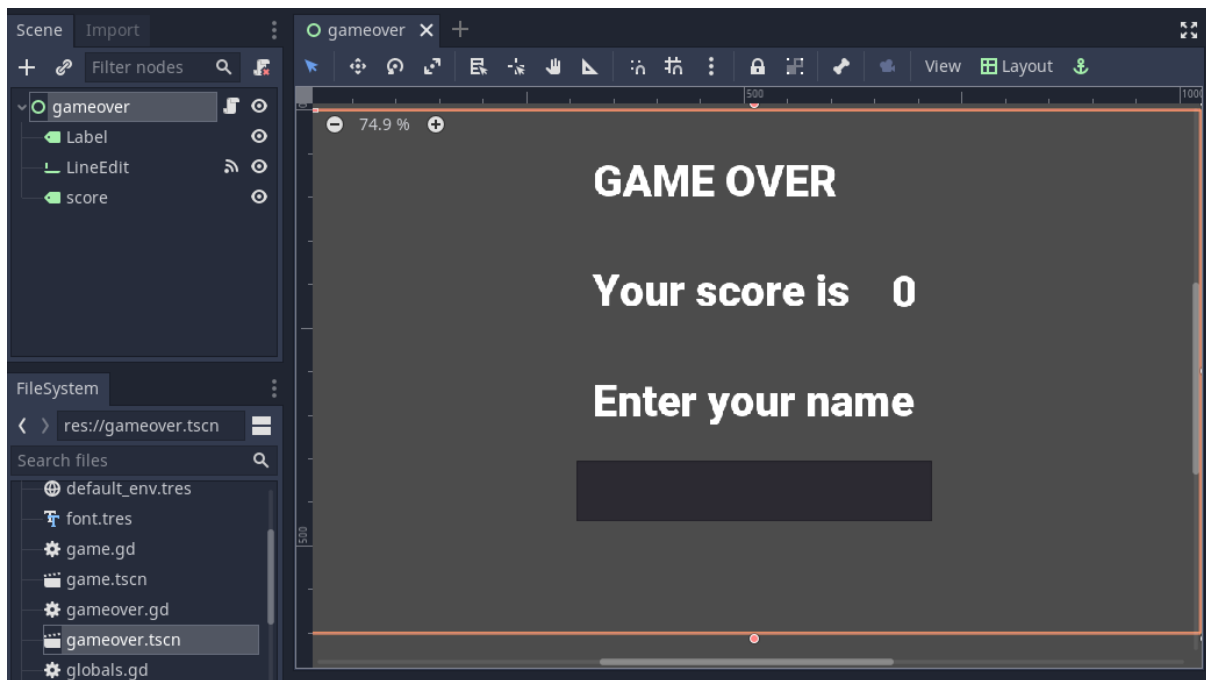 Scene Import
Filter nodes
gameover
Label
LineEdit
score
FileSystem
res://gameover.tscn
Search files
default_env.tres
font.tres
game.gd
game.tscn
gameover.gd
gameover.tscn
globals.gd
gameover
View Layout
500 1000
74.9 %
GAME OVER
Your score is 0
Enter your name
500